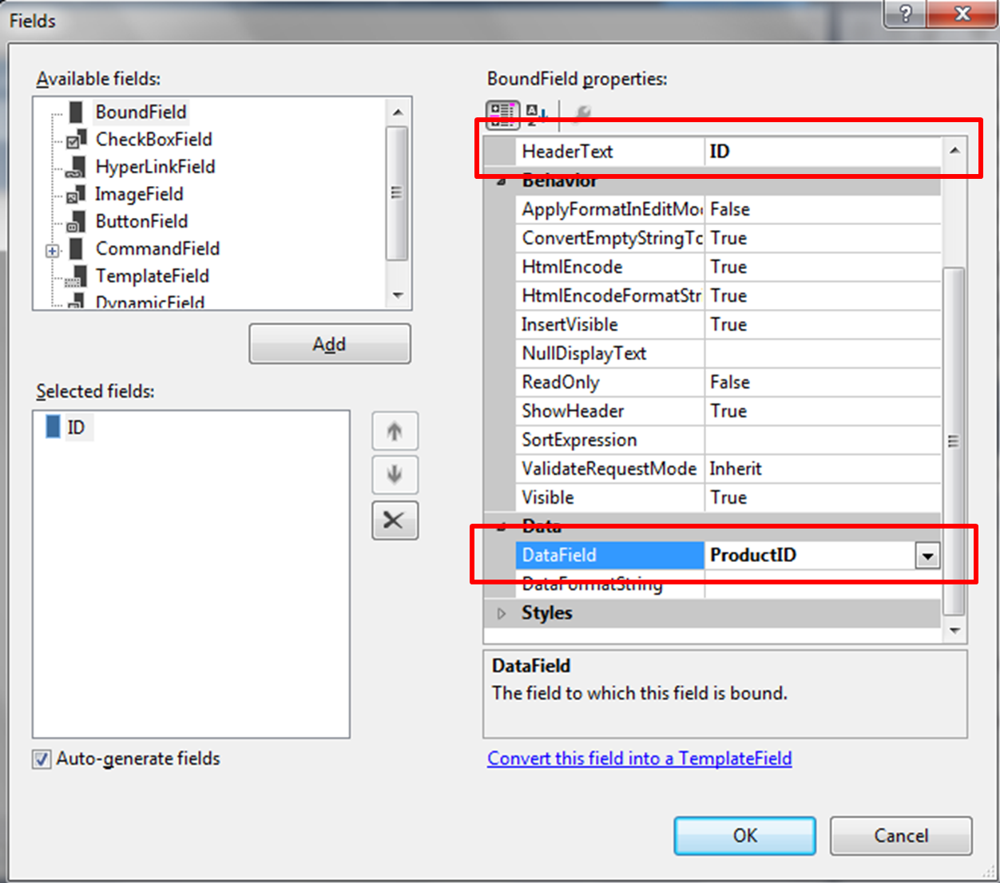 Fields
?
Available fields:
BoundField
CheckBoxField
HyperLinkField
ImageField
ButtonField
CommandField
TemplateField
DynamicField
Add
Selected fields:
ID
Auto-generate fields
BoundField properties:
HeaderText ID
Behavior
ApplyFormatInEditMo False
ConvertEmptyStringTo True
HtmlEncode True
HtmlEncodeFormatStr True
InsertVisible True
NullDisplayText
ReadOnly False
ShowHeader True
SortExpression
ValidateRequestMode Inherit
Visible True
Data
DataField ProductID
DataFormatString
Styles
DataField
The field to which this field is bound.
Convert this field into a TemplateField
OK Cancel